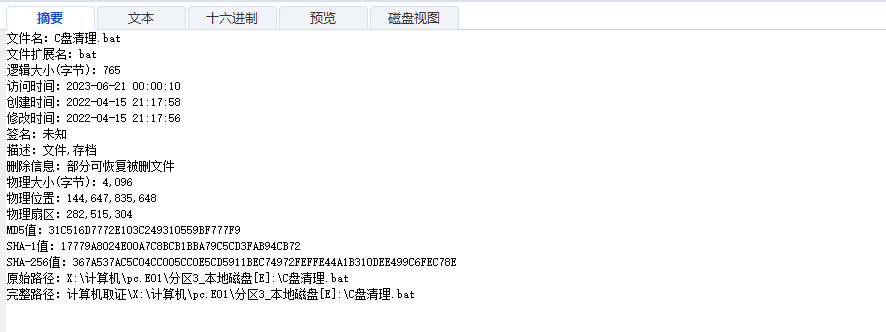 摘要 文本 十六进制 预览 磁盘视图
文件名：C盘清理.bat
文件扩展名：bat
逻辑大小(字节)：765
访问时间：2023-06-21 00:00:10
创建时间：2022-04-15 21:17:58
修改时间：2022-04-15 21:17:56
签名：未知
描述：文件,存档
删除信息：部分可恢复被删文件
物理大小(字节)：4,096
物理位置：144,647,835,648
物理扇区：282,515,304
MD5值：31C516D7772E103C249310559BF777F9
SHA-1值：17779A8024E00A7C8BCB1BBA79C5CD3FAB94CB72
SHA-256值：367A537AC5C04CC005CC0E5CD5911BEC74972FEFFE44A1B310DEE499C6FEC78E
原始路径：X:\计算机\pc.E01\分区3_本地磁盘[E]:\C盘清理.bat
完整路径：计算机取证\X:\计算机\pc.E01\分区3_本地磁盘[E]:\C盘清理.bat